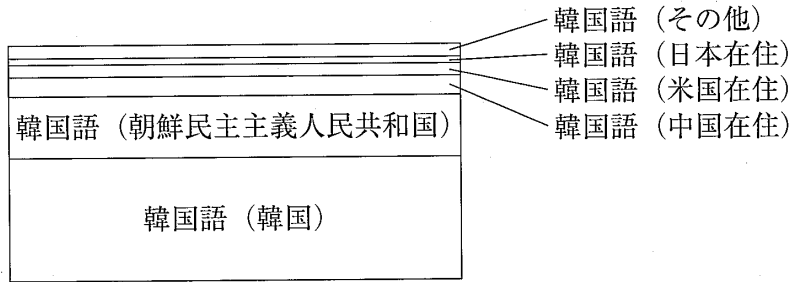 韓国語（その他）
韓国語（日本在住）
韓国語（米国在住）
韓国語（中国在住）
韓国語（朝鮮民主主義人民共和国）
韓国語（韓国）